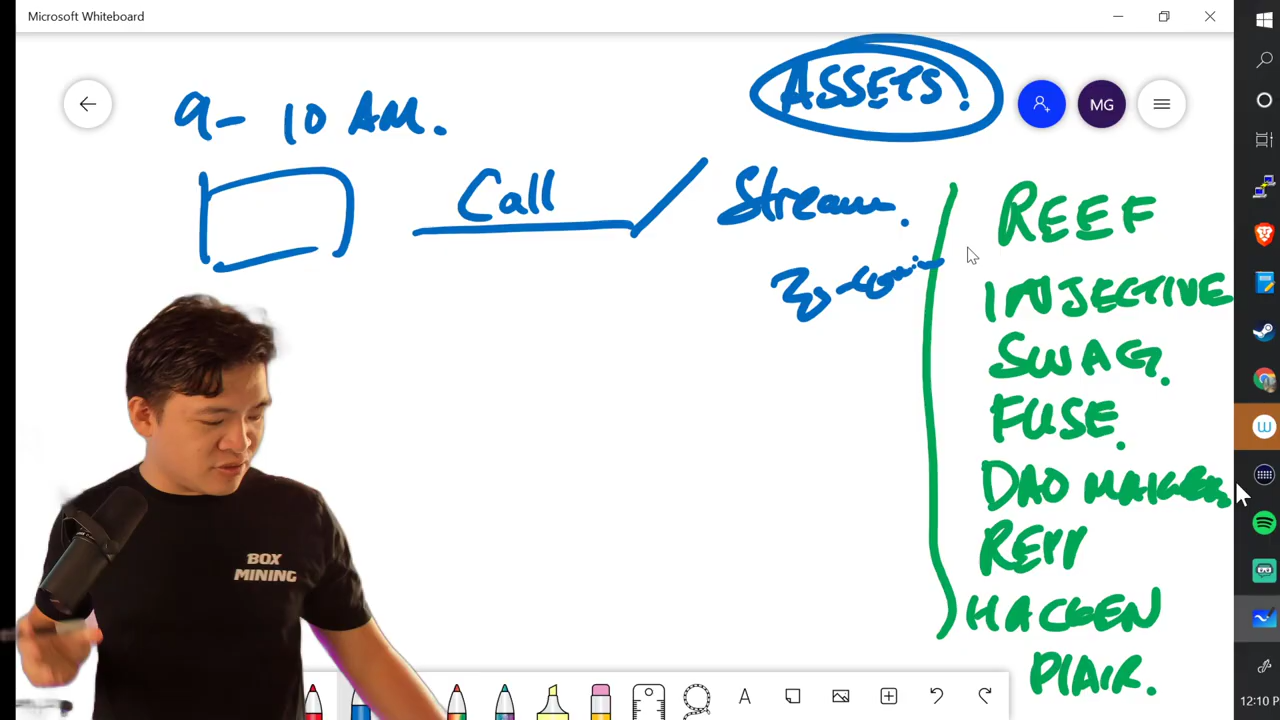 Microsoft Whiteboard
ASSETS!
MG
9- 10 AM.
Call
Stream.
REEF
INJECTIVE
SWAG.
FUSE.
DAO MAKER
BOX
MINING
HACKEN
PlAIR.
A
W
12:10 P